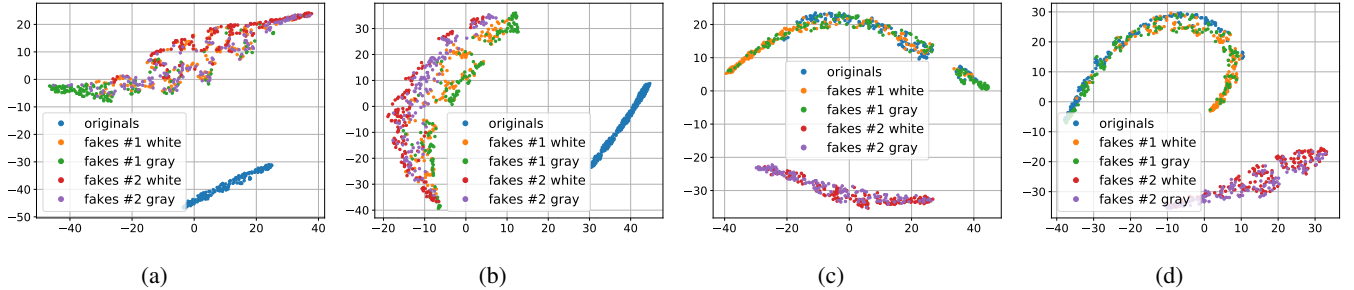 20
10
0
−10
−20
−30
−40
−50
−40
−20
0
20
40
originals
fakes #1 white
fakes #1 gray
fakes #2 white
fakes #2 gray
(a)
30
20
10
0
−10
−20
−30
−40
−20
−10
0
10
20
30
40
originals
fakes #1 white
fakes #1 gray
fakes #2 white
fakes #2 gray
(b)
20
10
0
−10
−20
−30
−40
−20
0
20
40
originals
fakes #1 white
fakes #1 gray
fakes #2 white
fakes #2 gray
(c)
30
20
10
0
−10
−20
−30
−40
−30
−20
−10
0
10
20
30
originals
fakes #1 white
fakes #1 gray
fakes #2 white
fakes #2 gray
(d)